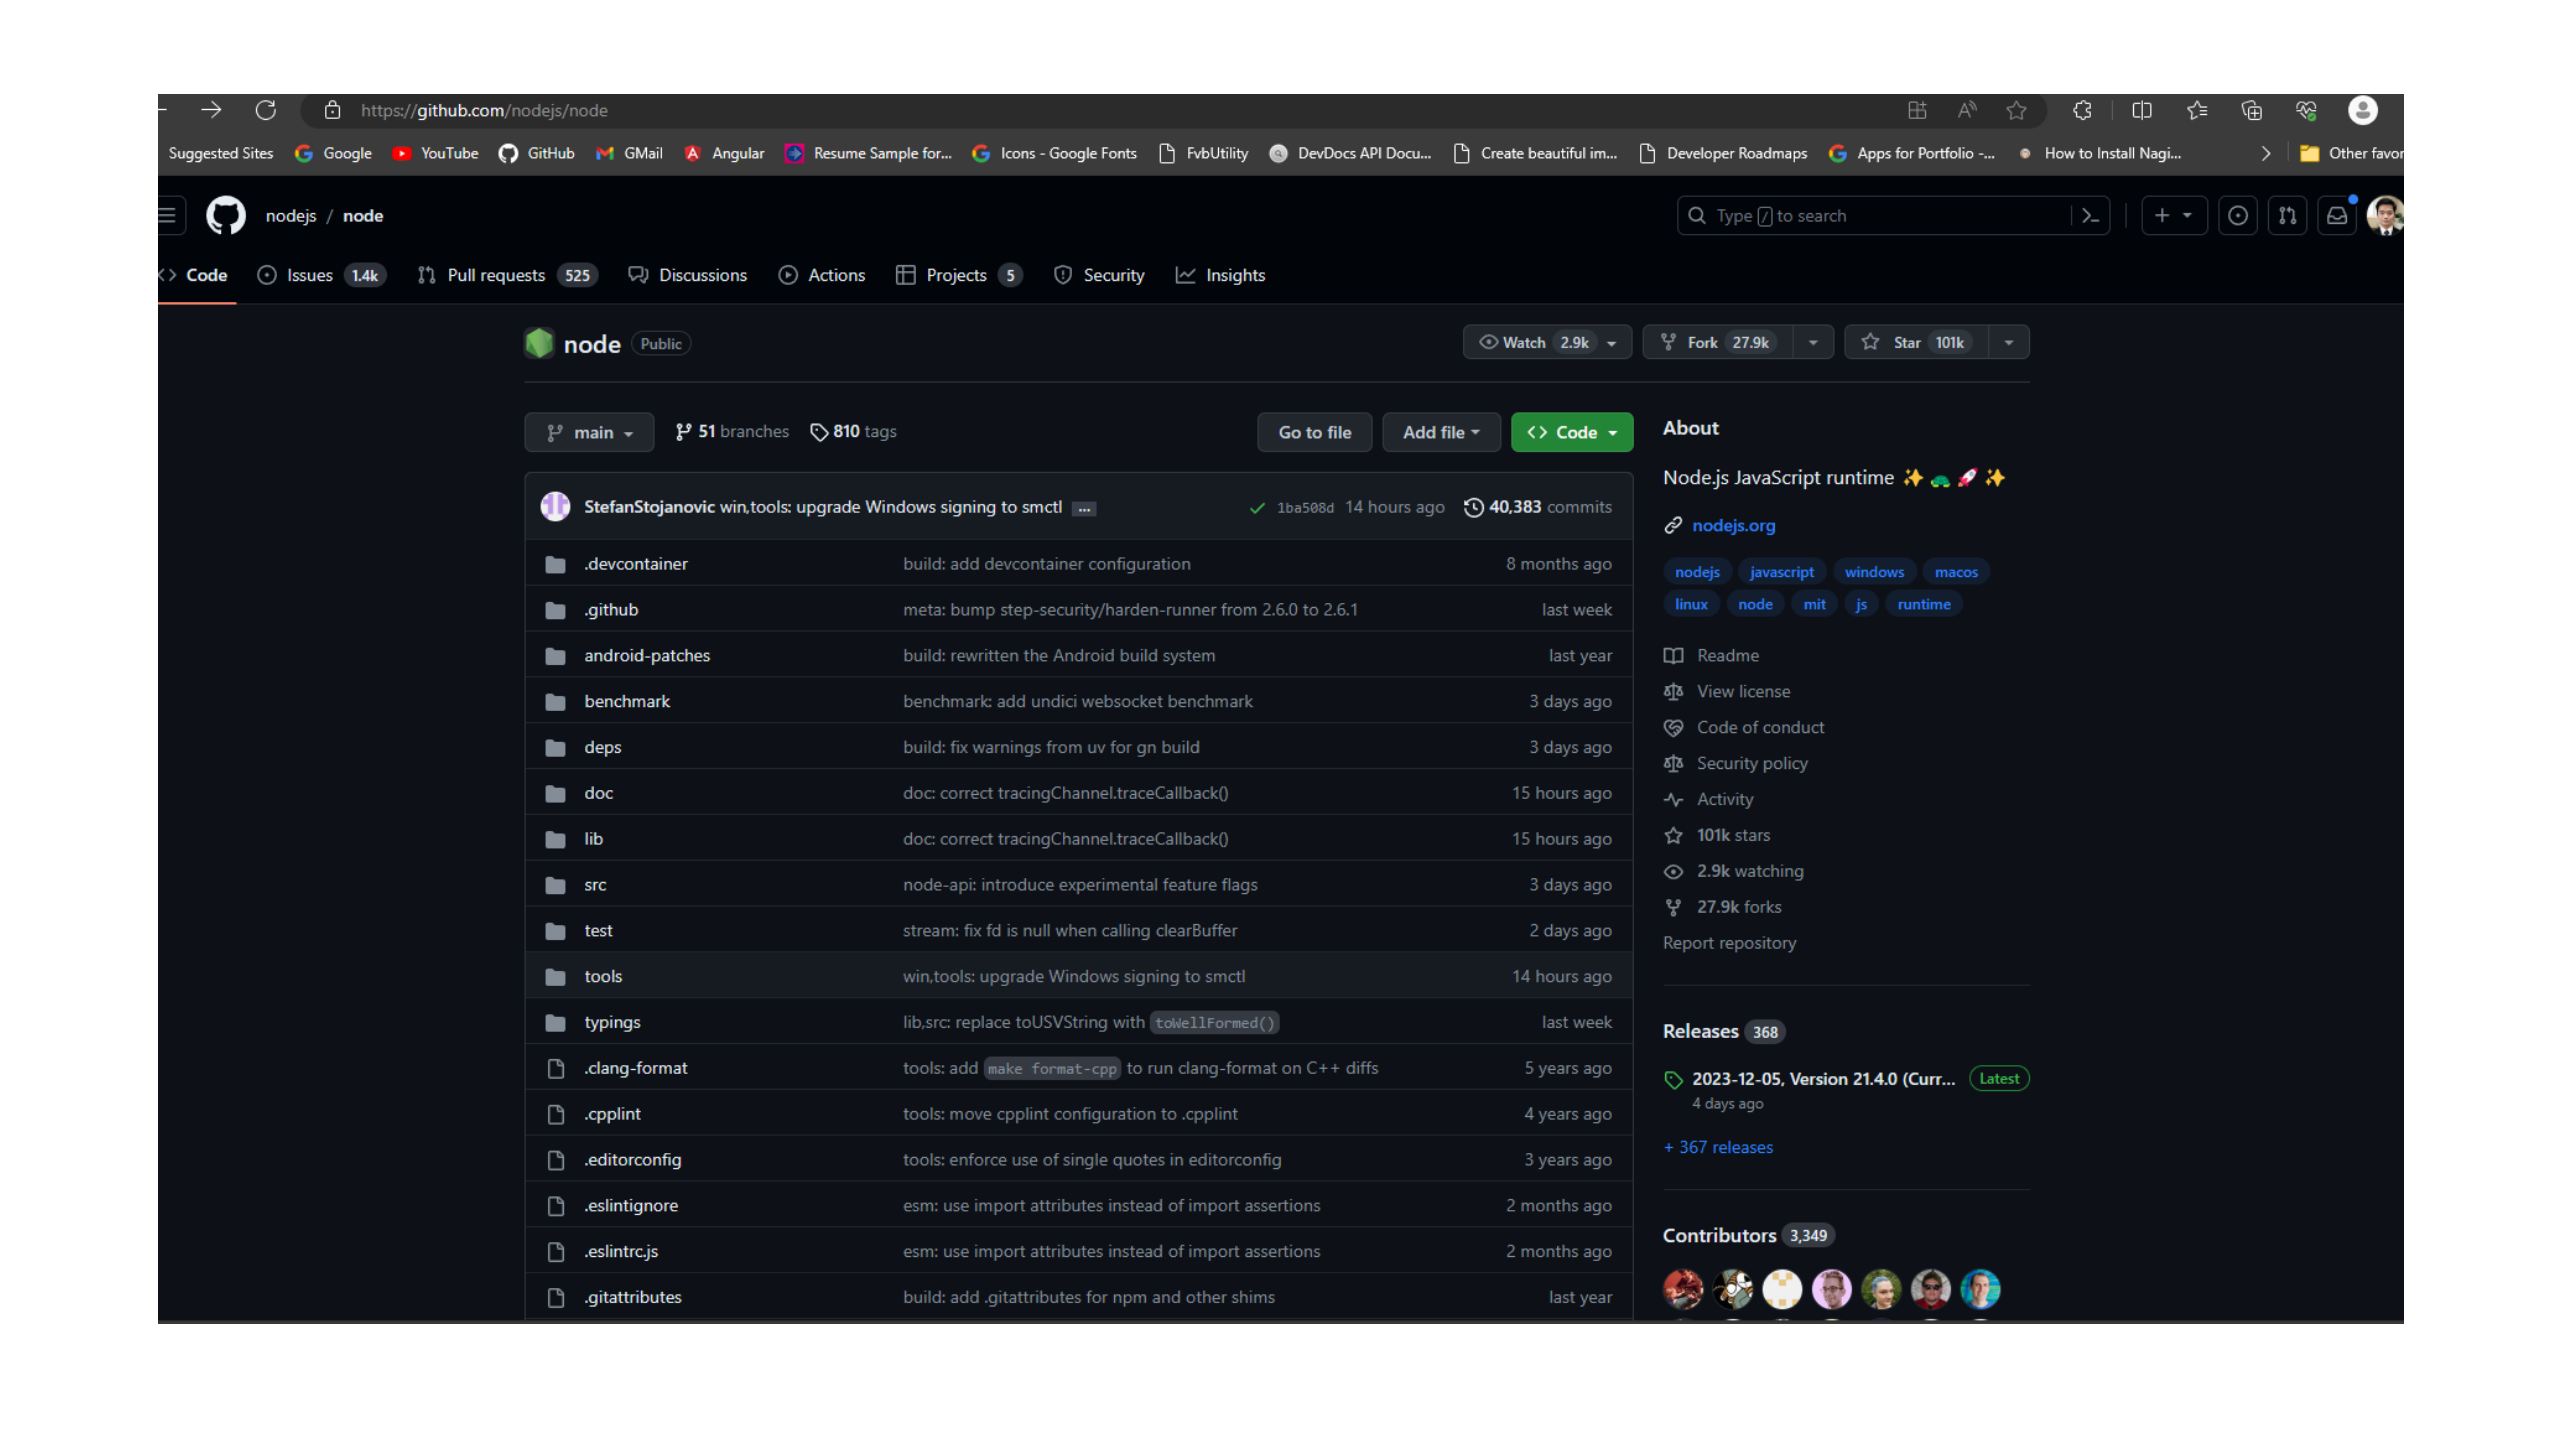 https://github.com/nodejs/node
Suggested Sites Google YouTube GitHub GMail Angular Resume Sample for... Icons - Google Fonts FvbUtility DevDocs API Docu... Create beautiful im... Developer Roadmaps Apps for Portfolio -... How to Install Nagi... Other favor
nodejs / node Type / to search
Code Issues 1.4k Pull requests 525 Discussions Actions Projects 5 Security Insights
node Public Watch 2.9k Fork 27.9k Star 101k
main 51 branches 810 tags Go to file Add file Code
StefanStojanovic win,tools: upgrade Windows signing to smctl ... 1ba508d 14 hours ago 40,383 commits
.devcontainer build: add devcontainer configuration 8 months ago
.github meta: bump step-security/harden-runner from 2.6.0 to 2.6.1 last week
android-patches build: rewritten the Android build system last year
benchmark benchmark: add undici websocket benchmark 3 days ago
deps build: fix warnings from uv for gn build 3 days ago
doc doc: correct tracingChannel.traceCallback() 15 hours ago
lib doc: correct tracingChannel.traceCallback() 15 hours ago
src node-api: introduce experimental feature flags 3 days ago
test stream: fix fd is null when calling clearBuffer 2 days ago
tools win,tools: upgrade Windows signing to smctl 14 hours ago
typings lib,src: replace toUSVString with toWellFormed() last week
.clang-format tools: add make format-cpp to run clang-format on C++ diffs 5 years ago
.cpplint tools: move cpplint configuration to .cpplint 4 years ago
.editorconfig tools: enforce use of single quotes in editorconfig 3 years ago
.eslintignore esm: use import attributes instead of import assertions 2 months ago
.eslintrc.js esm: use import attributes instead of import assertions 2 months ago
.gitattributes build: add .gitattributes for npm and other shims last year
About
Node.js JavaScript runtime ✨🐢🚀✨
nodejs.org
nodejs javascript windows macos
linux node mit js runtime
Readme
View license
Code of conduct
Security policy
Activity
101k stars
2.9k watching
27.9k forks
Report repository
Releases 368
2023-12-05, Version 21.4.0 (Curr... Latest
4 days ago
+ 367 releases
Contributors 3,349